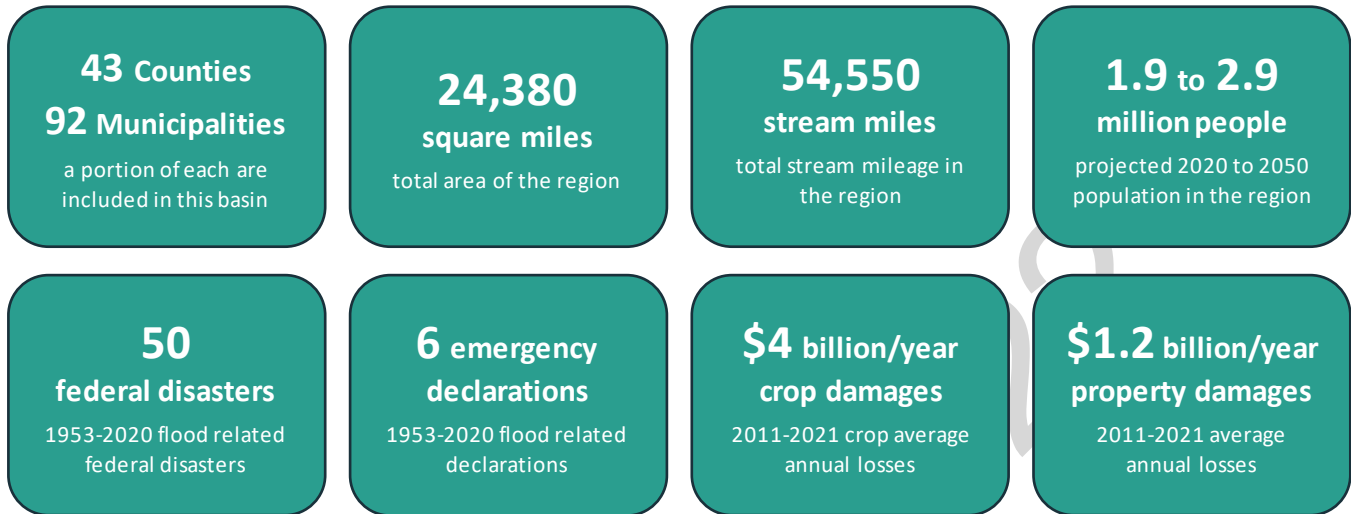 43 Counties
92 Municipalities
a portion of each are
included in this basin
24,380
square miles
total area of the region
54,550
stream miles
total stream mileage in
the region
1.9 to 2.9
million people
projected 2020 to 2050
population in the region
50
federal disasters
1953-2020 flood related
federal disasters
6 emergency
declarations
1953-2020 flood related
declarations
$4 billion/year
crop damages
2011-2021 crop average
annual losses
$1.2 billion/year
property damages
2011-2021 average
annual losses